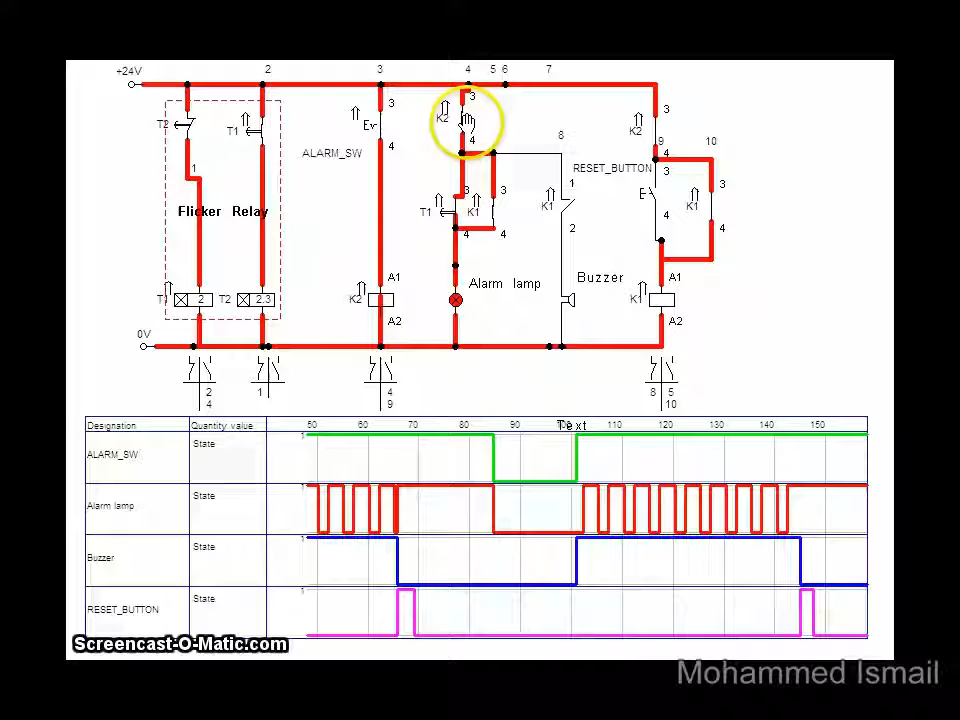 +24V 2 3 4 5 6 7
T2 T1 3 K2 3 K2 3
4 4 8 9 4 10
ALARM_SW RESET_BUTTON
1 3 3 1 3 3
T1 K1 K1 K1
Flicker Relay
4 4 2 4 4
A1 Alarm lamp Buzzer A1
T1 2 T2 2.3 K2 K1
A2 A2
0V
2 1 4 8 5
4 9 10
Designation Quantity value 50 60 70 80 90 100 110 120 130 140 150
Text
ALARM_SW State 1
Alarm lamp State 1
Buzzer State 1
RESET_BUTTON State 1
Screencast-O-Matic.com
Mohammed Ismail